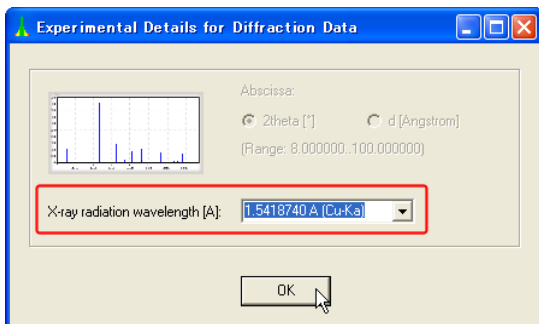 Experimental Details for Diffraction Data
Abscissa:
2theta [°]
d [Angstrom]
(Range: 8.000000..100.000000)
X-ray radiation wavelength [A]:
1.5418740 A (Cu-Ka)
OK